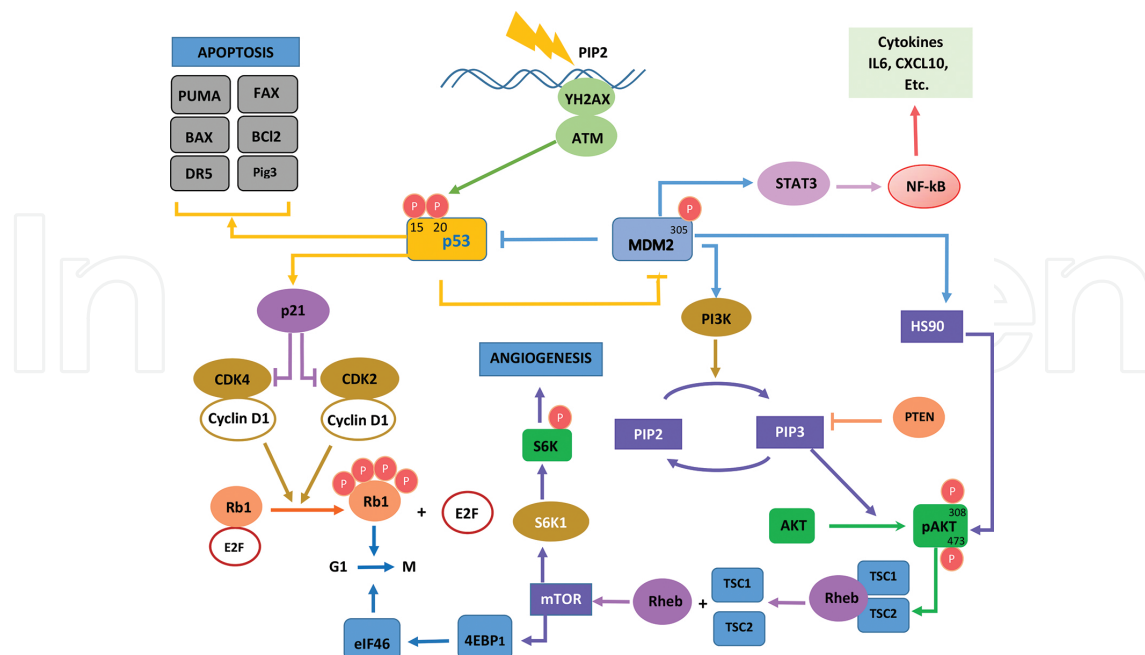 APOPTOSIS
PUMA
FAX
BAX
BCl2
DR5
Pig3
PIP2
YH2AX
ATM
Cytokines
IL6, CXCL10,
Etc.
STAT3
NF-kB
P
P
15
20
p53
P
305
MDM2
p21
PI3K
HS90
ANGIOGENESIS
CDK4
Cyclin D1
CDK2
Cyclin D1
P
S6K
PIP2
PIP3
PTEN
P
P
P
P
Rb1
E2F
Rb1
+
E2F
S6K1
AKT
P
308
pAKT
473
P
G1
M
mTOR
Rheb
+
TSC1
TSC2
Rheb
TSC1
TSC2
eIF46
4EBP1
In
en